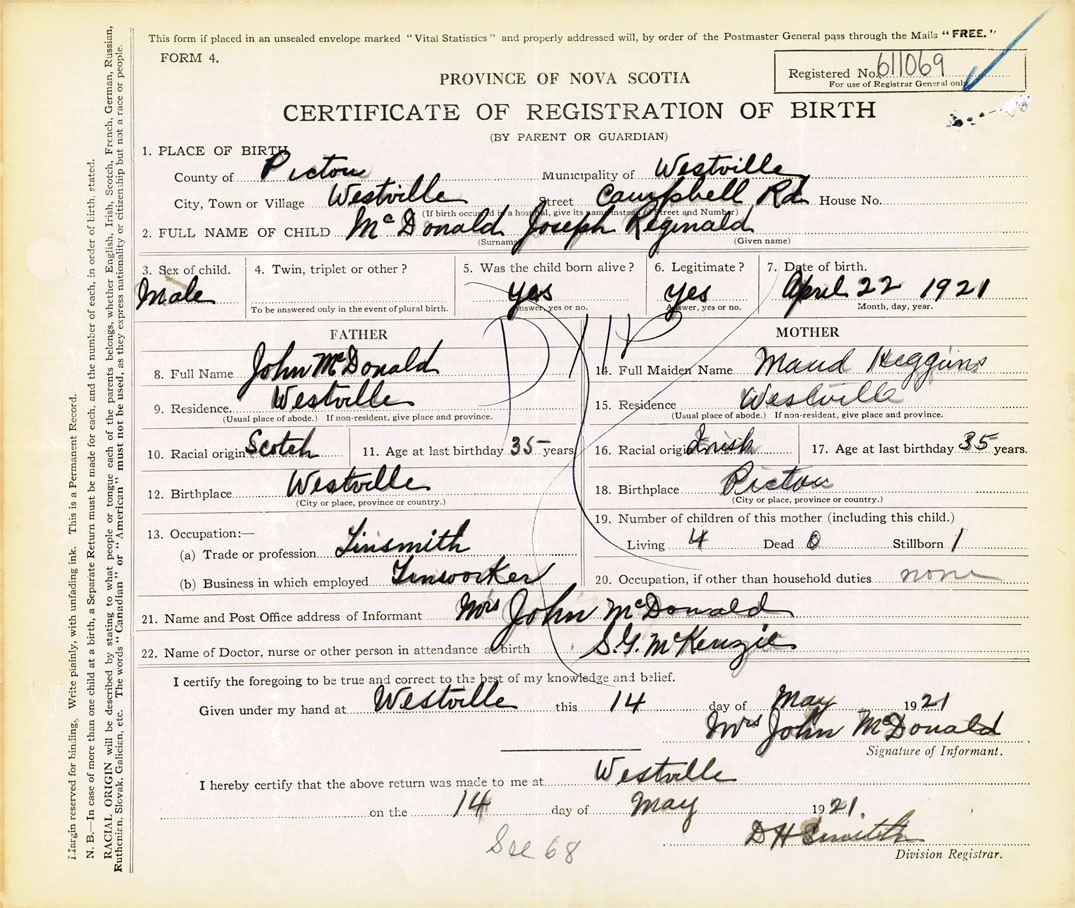 This form if placed in an unsealed envelope marked "Vital Statistics" and properly addressed will, by order of the Postmaster General pass through the Mails "FREE."
FORM 4.
Registered No. 611069
For use of Registrar General only
PROVINCE OF NOVA SCOTIA
CERTIFICATE OF REGISTRATION OF BIRTH
(BY PARENT OR GUARDIAN)
1. PLACE OF BIRTH
County of Pictou Municipality of Westville
City, Town or Village Westville Street Campbell Rd House No.
(If birth occurred in a hospital, give its name instead of Street and Number)
2. FULL NAME OF CHILD McDonald Joseph Reginald
(Surname) (Given name)
3. Sex of child. Male
4. Twin, triplet or other?
To be answered only in the event of plural birth.
5. Was the child born alive? yes
Answer, yes or no.
6. Legitimate? yes
Answer, yes or no.
7. Date of birth. April 22 1921
Month, day, year.
FATHER
8. Full Name John McDonald
9. Residence. Westville
(Usual place of abode.) If non-resident, give place and province.
10. Racial origin Scotch 11. Age at last birthday 35 years
12. Birthplace Westville
(City or place, province or country.)
13. Occupation:—
(a) Trade or profession Tinsmith
(b) Business in which employed Tinworker
MOTHER
14. Full Maiden Name Maud Heggins
15. Residence Westville
(Usual place of abode.) If non-resident, give place and province.
16. Racial origin Irish 17. Age at last birthday 35 years.
18. Birthplace Pictou
(City or place, province or country.)
19. Number of children of this mother (including this child.)
Living 4 Dead 0 Stillborn 1
20. Occupation, if other than household duties none
21. Name and Post Office address of Informant Mrs John McDonald
22. Name of Doctor, nurse or other person in attendance at birth S.G. McKenzie
I certify the foregoing to be true and correct to the best of my knowledge and belief.
Given under my hand at Westville this 14 day of May 1921
Mrs John McDonald
Signature of Informant.
I hereby certify that the above return was made to me at Westville
on the 14 day of May 1921
DH Smith
Division Registrar.
See 68
Margin reserved for binding. Write plainly, with unfading ink. This is a Permanent Record.
N. B.—In case of more than one child at a birth, a Separate Return must be made for each, and the number of each, in order of birth, stated.
RACIAL ORIGIN will be described by stating to what people or tongue each of the parents belongs, whether English, Irish, Scotch, French, German, Russian,
Ruthenian, Slovak, Galician, etc. The words "Canadian" or "American" must not be used, as they express nationality or citizenship but not a race or people.